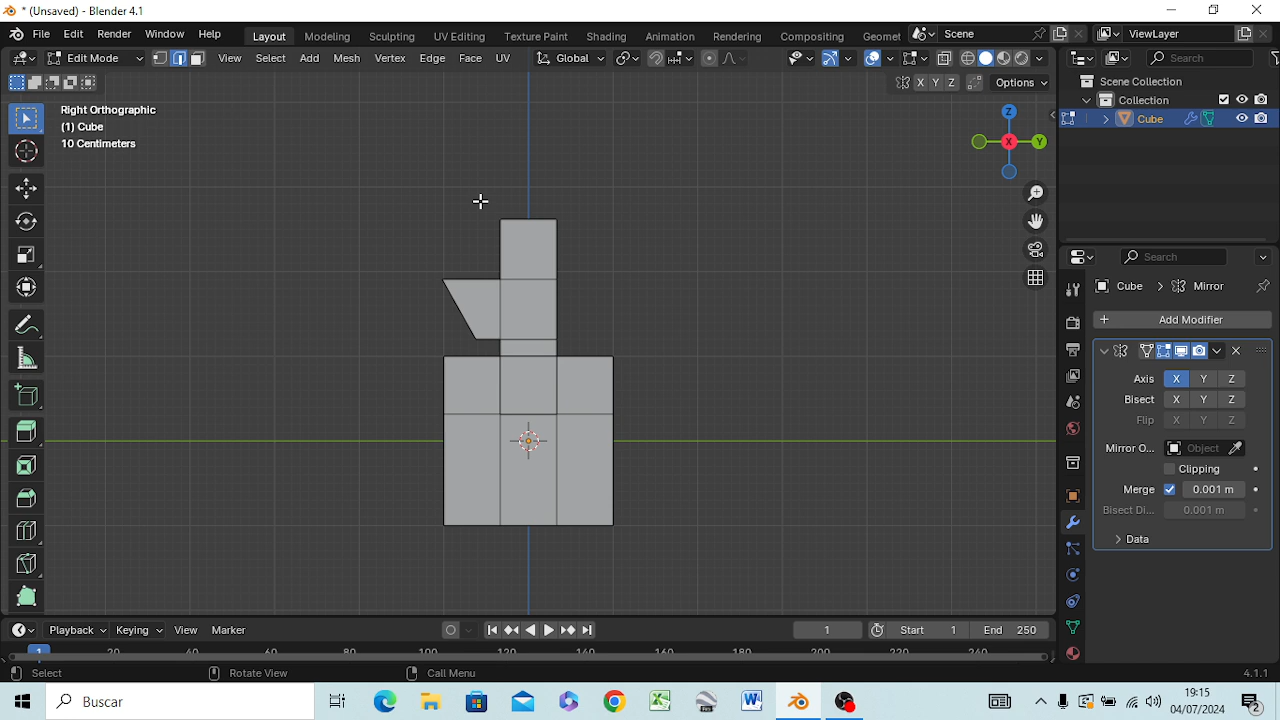 * (Unsaved) - Blender 4.1
File Edit Render Window Help Layout Modeling Sculpting UV Editing Texture Paint Shading Animation Rendering Compositing Geomet Scene ViewLayer
Edit Mode View Select Add Mesh Vertex Edge Face UV Global Search
X Y Z Options Scene Collection
Right Orthographic Collection
(1) Cube Cube
10 Centimeters
Z
Y
X
Search
Cube > Mirror
+ Add Modifier
Axis X Y Z
Bisect X Y Z
Flip X Y Z
Mirror O... Object
Clipping
Merge 0.001 m
Bisect Di... 0.001 m
> Data
Playback Keying View Marker 1 Start 1 End 250
1 20 40 60 80 100 120 140 160 180 200 220 240
Select Rotate View Call Menu 4.1.1
Buscar 19:15
04/07/2024 2